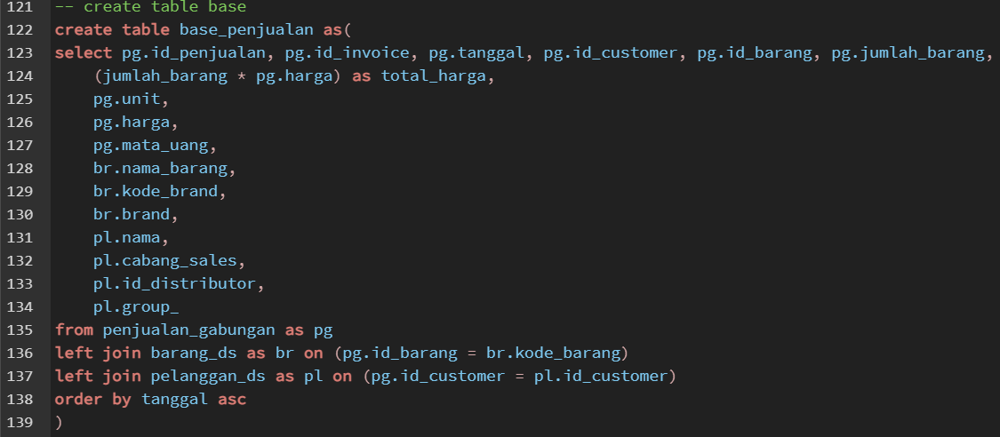 121 -- create table base
122 create table base_penjualan as(
123 select pg.id_penjualan, pg.id_invoice, pg.tanggal, pg.id_customer, pg.id_barang, pg.jumlah_barang,
124     (jumlah_barang * pg.harga) as total_harga,
125     pg.unit,
126     pg.harga,
127     pg.mata_uang,
128     br.nama_barang,
129     br.kode_brand,
130     br.brand,
131     pl.nama,
132     pl.cabang_sales,
133     pl.id_distributor,
134     pl.group_
135 from penjualan_gabungan as pg
136 left join barang_ds as br on (pg.id_barang = br.kode_barang)
137 left join pelanggan_ds as pl on (pg.id_customer = pl.id_customer)
138 order by tanggal asc
139 )